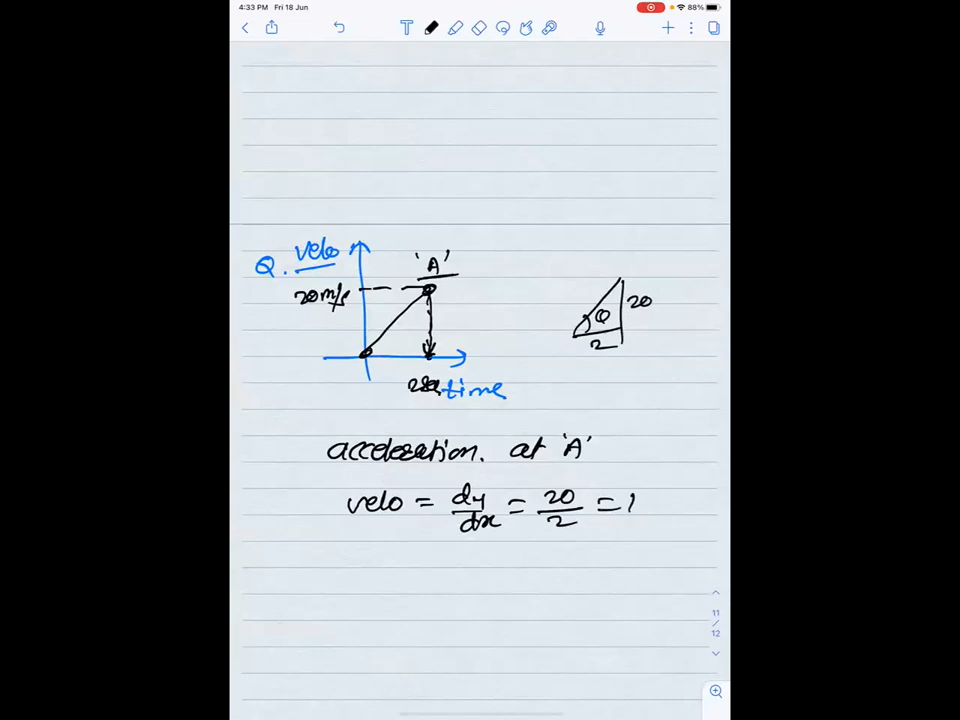 4:33 PM Fri 18 Jun 88%
Q. velo
'A'
20m/s
20
θ
2
time
acceleration. at 'A'
velo = dy/dx = 20/2 = 1
11
/
12